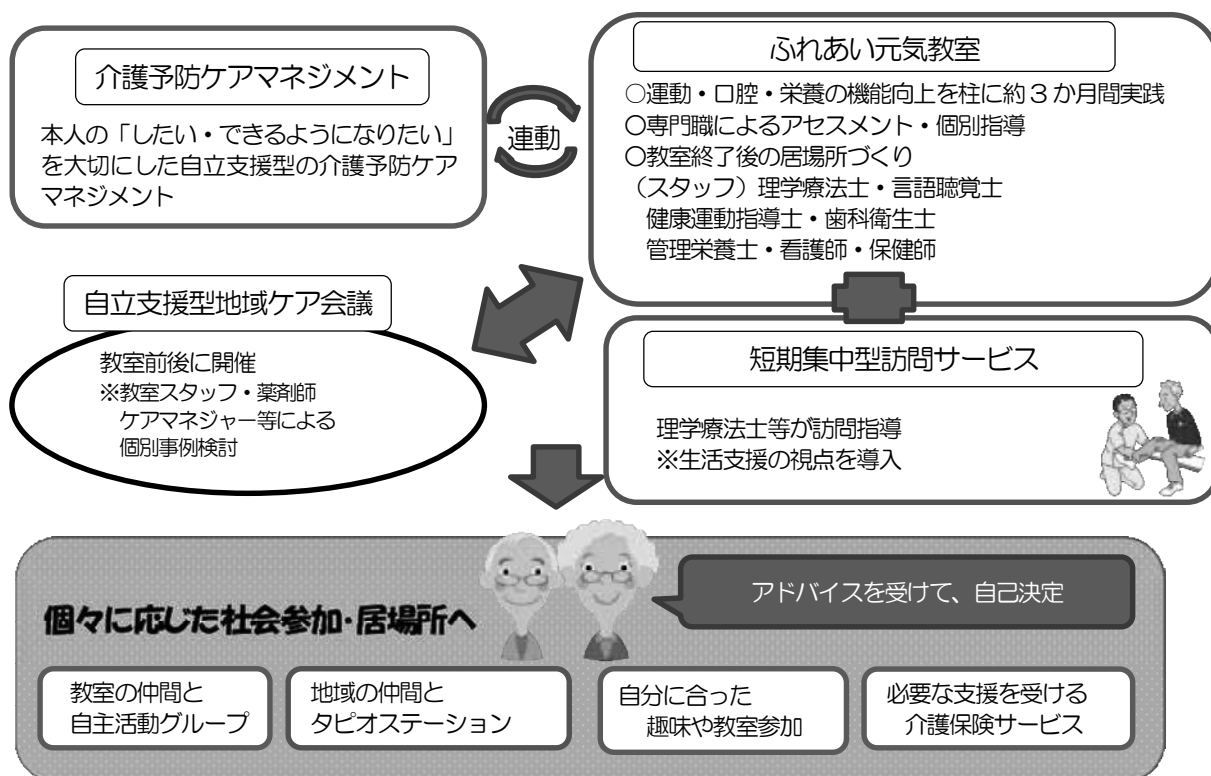 介護予防ケアマネジメント
本人の「したい・できるようになりたい」
を大切にした自立支援型の介護予防ケア
マネジメント
連動
ふれあい元気教室
○運動・口腔・栄養の機能向上を柱に約３か月間実践
○専門職によるアセスメント・個別指導
○教室終了後の居場所づくり
（スタッフ）理学療法士・言語聴覚士
健康運動指導士・歯科衛生士
管理栄養士・看護師・保健師
自立支援型地域ケア会議
教室前後に開催
※教室スタッフ・薬剤師
ケアマネジャー等による
個別事例検討
短期集中型訪問サービス
理学療法士等が訪問指導
※生活支援の視点を導入
アドバイスを受けて、自己決定
個々に応じた社会参加・居場所へ
教室の仲間と
自主活動グループ
地域の仲間と
タピオステーション
自分に合った
趣味や教室参加
必要な支援を受ける
介護保険サービス